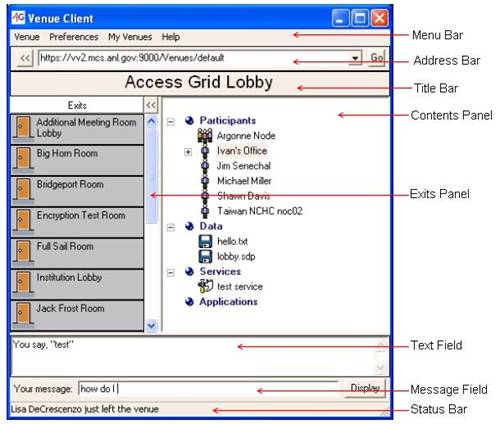 AG Venue Client
Venue Preferences My Venues Help
Menu Bar
<< https://vv2.mcs.anl.gov:9000/Venues/default Go
Address Bar
Access Grid Lobby
Title Bar
Exits <<
Contents Panel
Additional Meeting Room
Lobby
Big Horn Room
Bridgeport Room
Encryption Test Room
Full Sail Room
Institution Lobby
Jack Frost Room
Exits Panel
Participants
Argonne Node
Ivan's Office
Jim Senechal
Michael Miller
Shawn Davis
Taiwan NCHC noc02
Data
hello.txt
lobby.sdp
Services
test service
Applications
You say, "test"
Text Field
Your message: how do I Display
Message Field
Lisa DeCrescenzo just left the venue
Status Bar